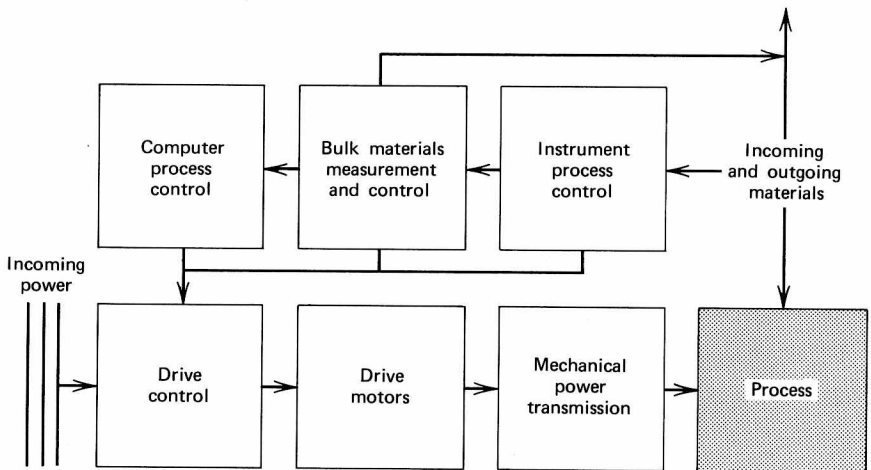 Computer
process
control
Bulk materials
measurement
and control
Instrument
process
control
Incoming
and outgoing
materials
Incoming
power
Drive
control
Drive
motors
Mechanical
power
transmission
Process